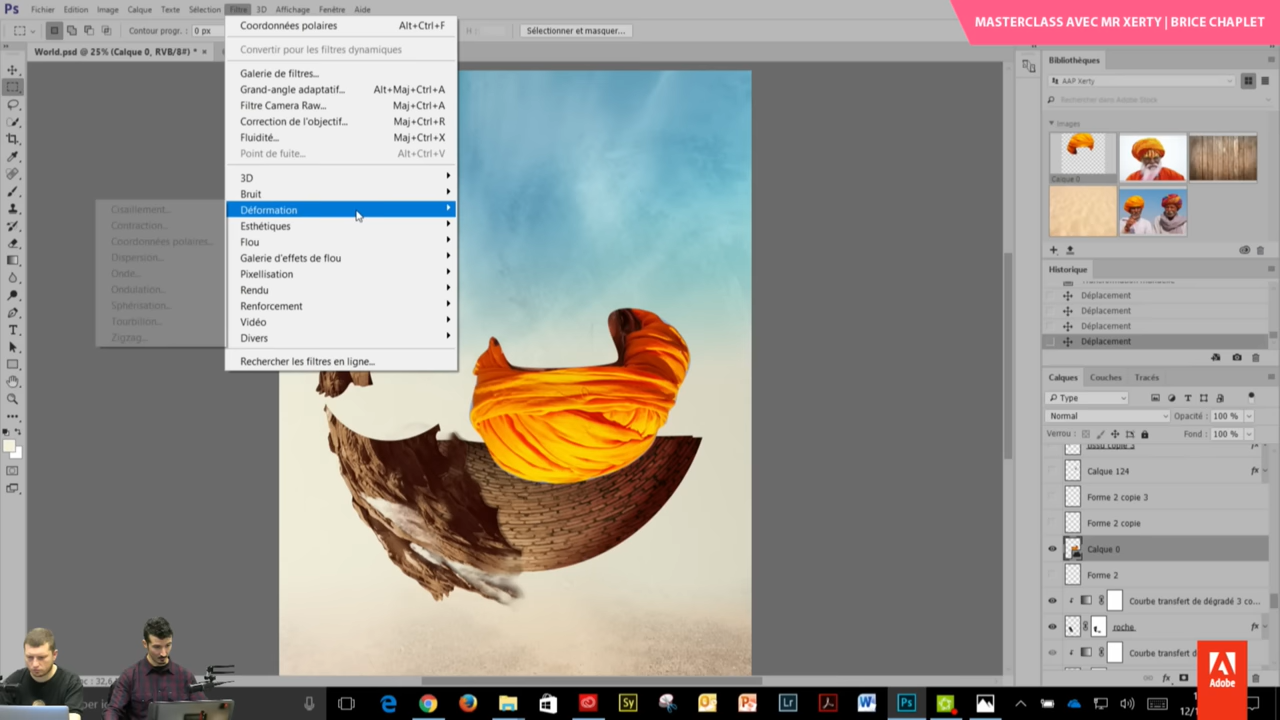 MASTERCLASS AVEC MR XERTY | BRICE CHAPLET
Ps Fichier Edition Image Calque Texte Sélection Filtre 3D Affichage Fenêtre Aide
Contour progr. : 0 px
Sélectionner et masquer...
World.psd @ 25% (Calque 0, RVB/8#) * ×
Coordonnées polaires Alt+Ctrl+F
Convertir pour les filtres dynamiques
Galerie de filtres...
Grand-angle adaptatif... Alt+Maj+Ctrl+A
Filtre Camera Raw... Maj+Ctrl+A
Correction de l'objectif... Maj+Ctrl+R
Fluidité... Maj+Ctrl+X
Point de fuite... Alt+Ctrl+V
3D
Bruit
Déformation
Esthétiques
Flou
Galerie d'effets de flou
Pixellisation
Rendu
Renforcement
Vidéo
Divers
Rechercher les filtres en ligne...
Cisaillement...
Contraction...
Coordonnées polaires...
Dispersion...
Onde...
Ondulation...
Sphérisation...
Tourbillon...
Zigzag...
Bibliothèques
AAP Xerty
Rechercher dans Adobe Stock
Images
Calque 0
Historique
Déplacement
Déplacement
Déplacement
Déplacement
Calques Couches Tracés
Type
Normal Opacité : 100 %
Verrou : Fond : 100 %
tissu copie 3 fx
Calque 124 fx
Forme 2 copie 3
Forme 2 copie
Calque 0
Forme 2
Courbe transfert de dégradé 3 co...
roche fx
Courbe transfert de
Adobe